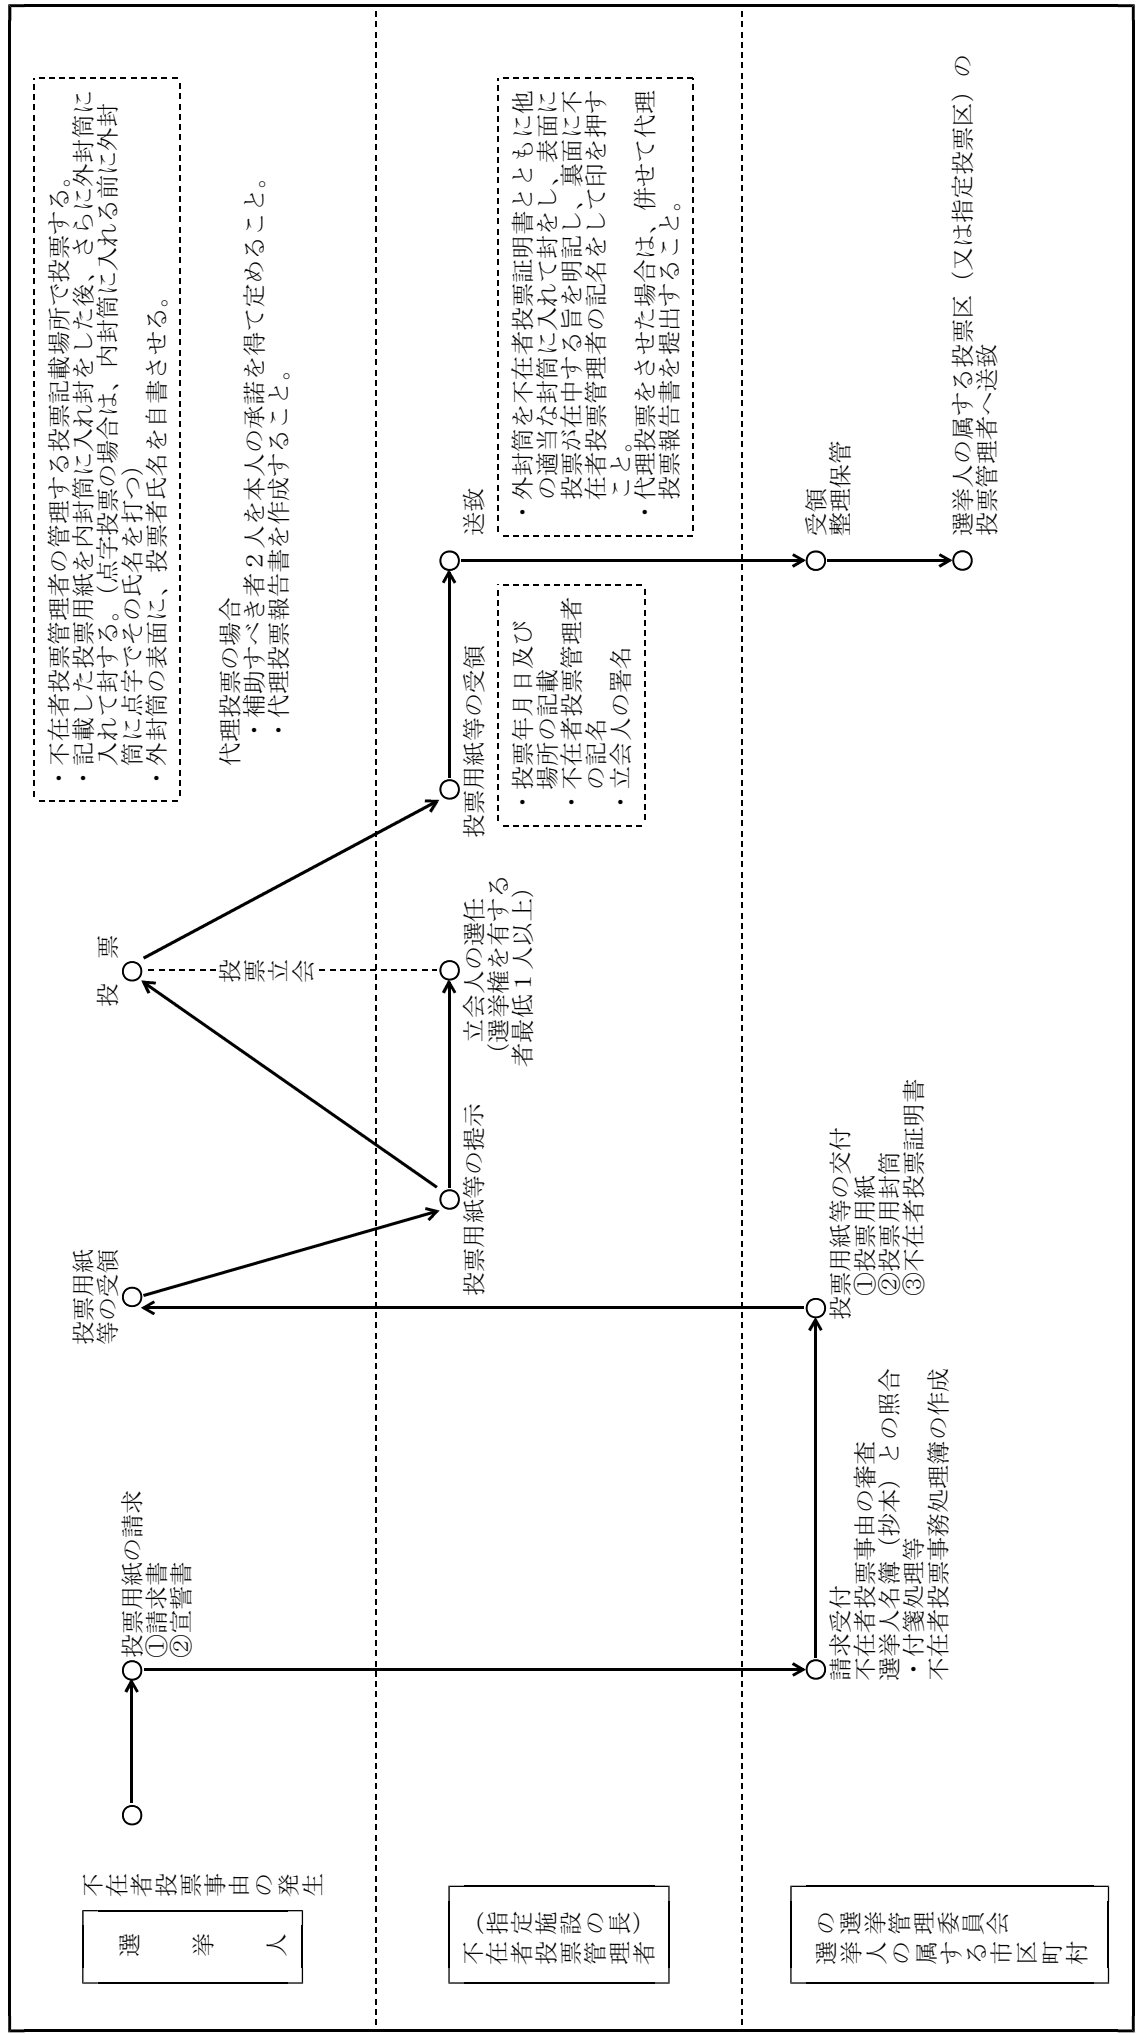 選挙人
不在者投票事由の発生
投票用紙の請求
①請求書
②宣誓書
投票用紙
等の受領
投票
投票
立会
・不在者投票管理者の管理する投票記載場所で投票する。
・記載した投票用紙を内封筒に入れ封をした後、さらに外封筒に
入れて封する。（点字投票の場合は、内封筒に入れる前に外封
筒に点字でその氏名を打つ）
・外封筒の表面に、投票者氏名を自書させる。
代理投票の場合
・補助すべき者２人を本人の承諾を得て定めること。
・代理投票報告書を作成すること。
不在者投票管理者
（指定施設の長）
投票用紙等の提示
立会人の選任
（選挙権を有する
者最低１人以上）
投票用紙等の受領
・投票年月日及び
場所の記載
・不在者投票管理者
の記名
・立会人の署名
送致
・外封筒を不在者投票証明書とともに他
の適当な封筒に入れて封をし、表面に
投票が在中する旨を明記し、裏面に不
在者投票管理者の記名をして印を押す
こと。
・代理投票をさせた場合は、併せて代理
投票報告書を提出すること。
選挙人の属する市区町村
の選挙管理委員会
請求受付
不在者投票事由の審査
選挙人名簿（抄本）との照合
・付箋処理等
不在者投票事務処理簿の作成
投票用紙等の交付
①投票用紙
②投票用封筒
③不在者投票証明書
受領
整理保管
選挙人の属する投票区（又は指定投票区）の
投票管理者へ送致